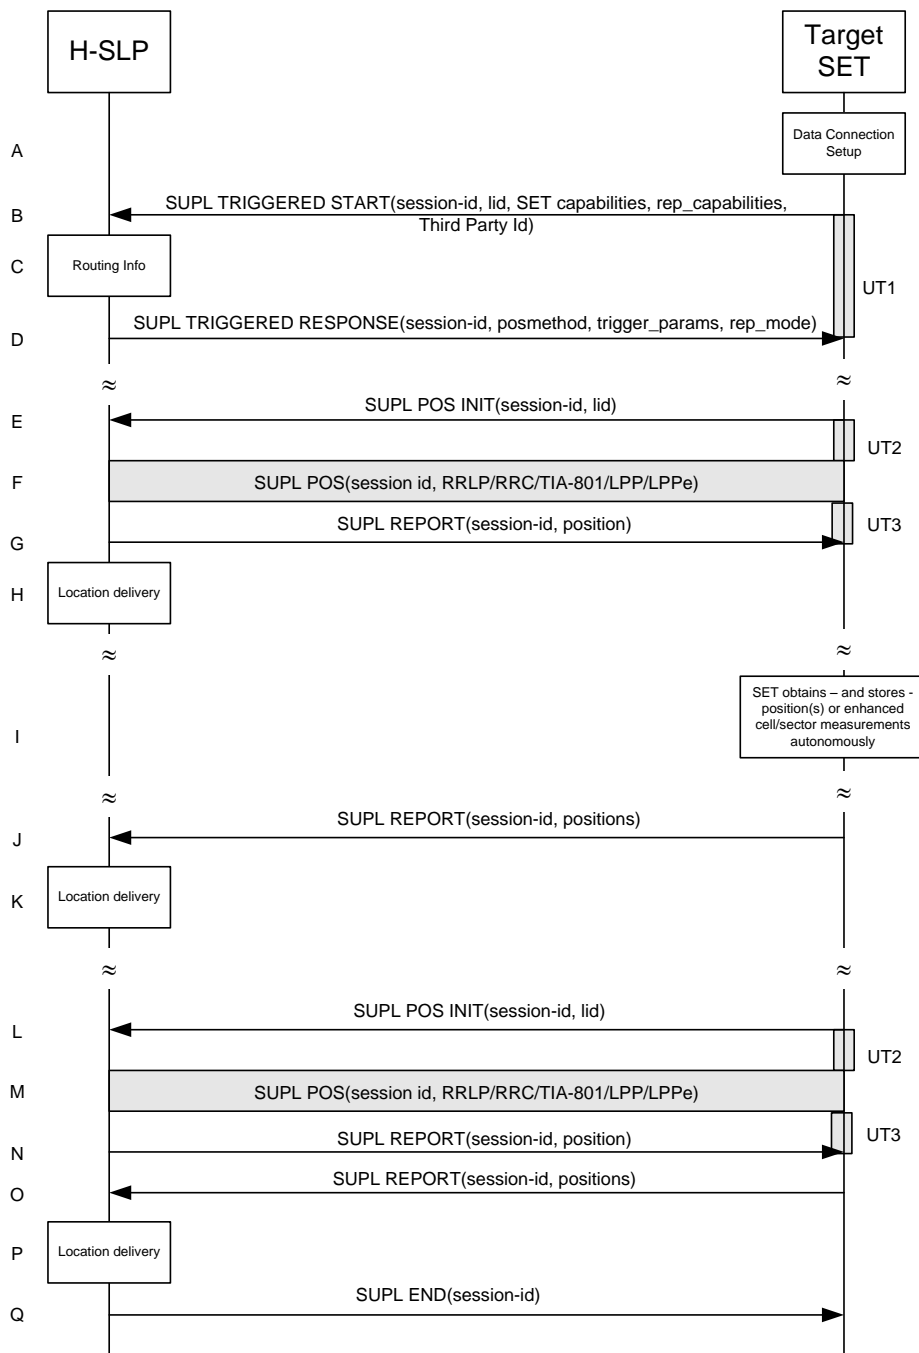 H-SLP
Target
SET
A
Data Connection
Setup
B
SUPL TRIGGERED START(session-id, lid, SET capabilities, rep_capabilities,
Third Party Id)
C
Routing Info
UT1
D
SUPL TRIGGERED RESPONSE(session-id, posmethod, trigger_params, rep_mode)
≈
≈
E
SUPL POS INIT(session-id, lid)
UT2
F
SUPL POS(session id, RRLP/RRC/TIA-801/LPP/LPPe)
G
SUPL REPORT(session-id, position)
UT3
H
Location delivery
≈
≈
I
SET obtains – and stores -
position(s) or enhanced
cell/sector measurements
autonomously
≈
≈
J
SUPL REPORT(session-id, positions)
K
Location delivery
≈
≈
L
SUPL POS INIT(session-id, lid)
UT2
M
SUPL POS(session id, RRLP/RRC/TIA-801/LPP/LPPe)
N
SUPL REPORT(session-id, position)
UT3
O
SUPL REPORT(session-id, positions)
P
Location delivery
Q
SUPL END(session-id)